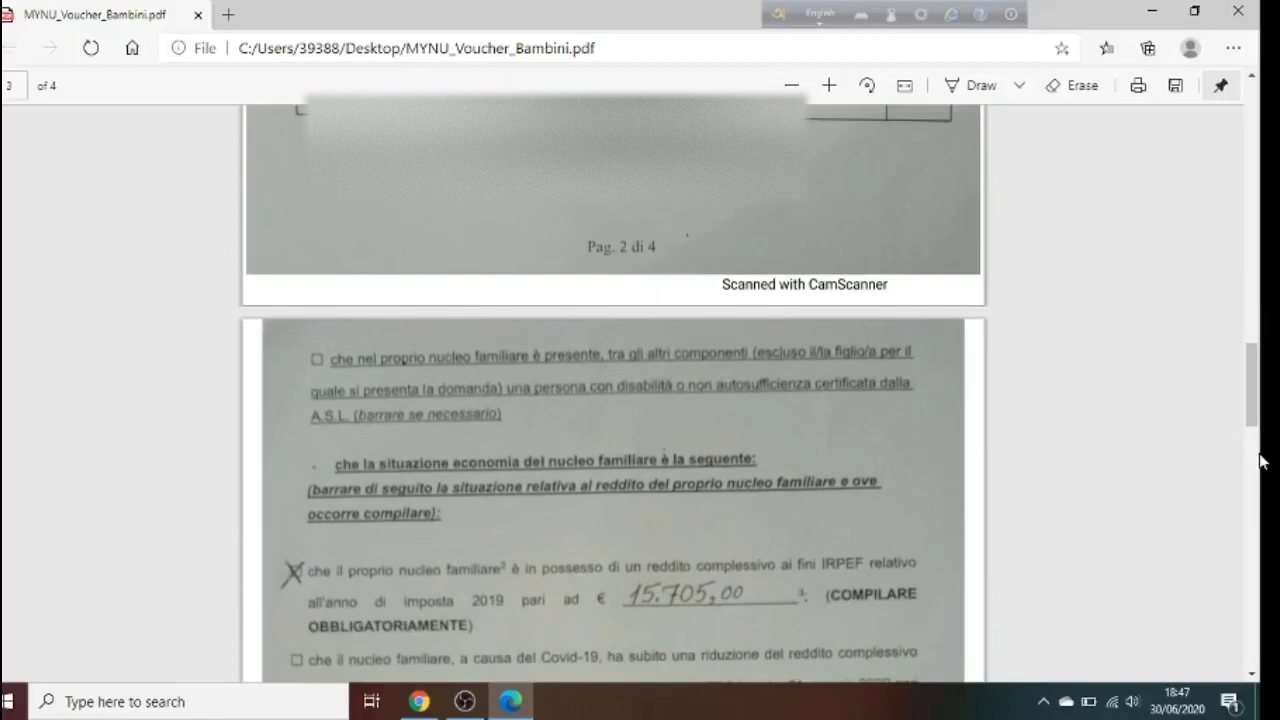 MYNU_Voucher_Bambini.pdf
English
File
C:/Users/39388/Desktop/MYNU_Voucher_Bambini.pdf
of 4
Draw
Erase
Pag. 2 di 4
Scanned with CamScanner
☐ che nel proprio nucleo familiare è presente, tra gli altri componenti (escluso il/la figlio/a per il
quale si presenta la domanda) una persona con disabilità o non autosufficienza certificata dalla
A.S.L. (barrare se necessario)
- che la situazione economia del nucleo familiare è la seguente:
(barrare di seguito la situazione relativa al reddito del proprio nucleo familiare e ove
occorre compilare):
che il proprio nucleo familiare² è in possesso di un reddito complessivo ai fini IRPEF relativo
all'anno di imposta 2019 pari ad € 15.705,00 ³; (COMPILARE
OBBLIGATORIAMENTE)
☐ che il nucleo familiare, a causa del Covid-19, ha subito una riduzione del reddito complessivo
Type here to search
18:47
30/06/2020